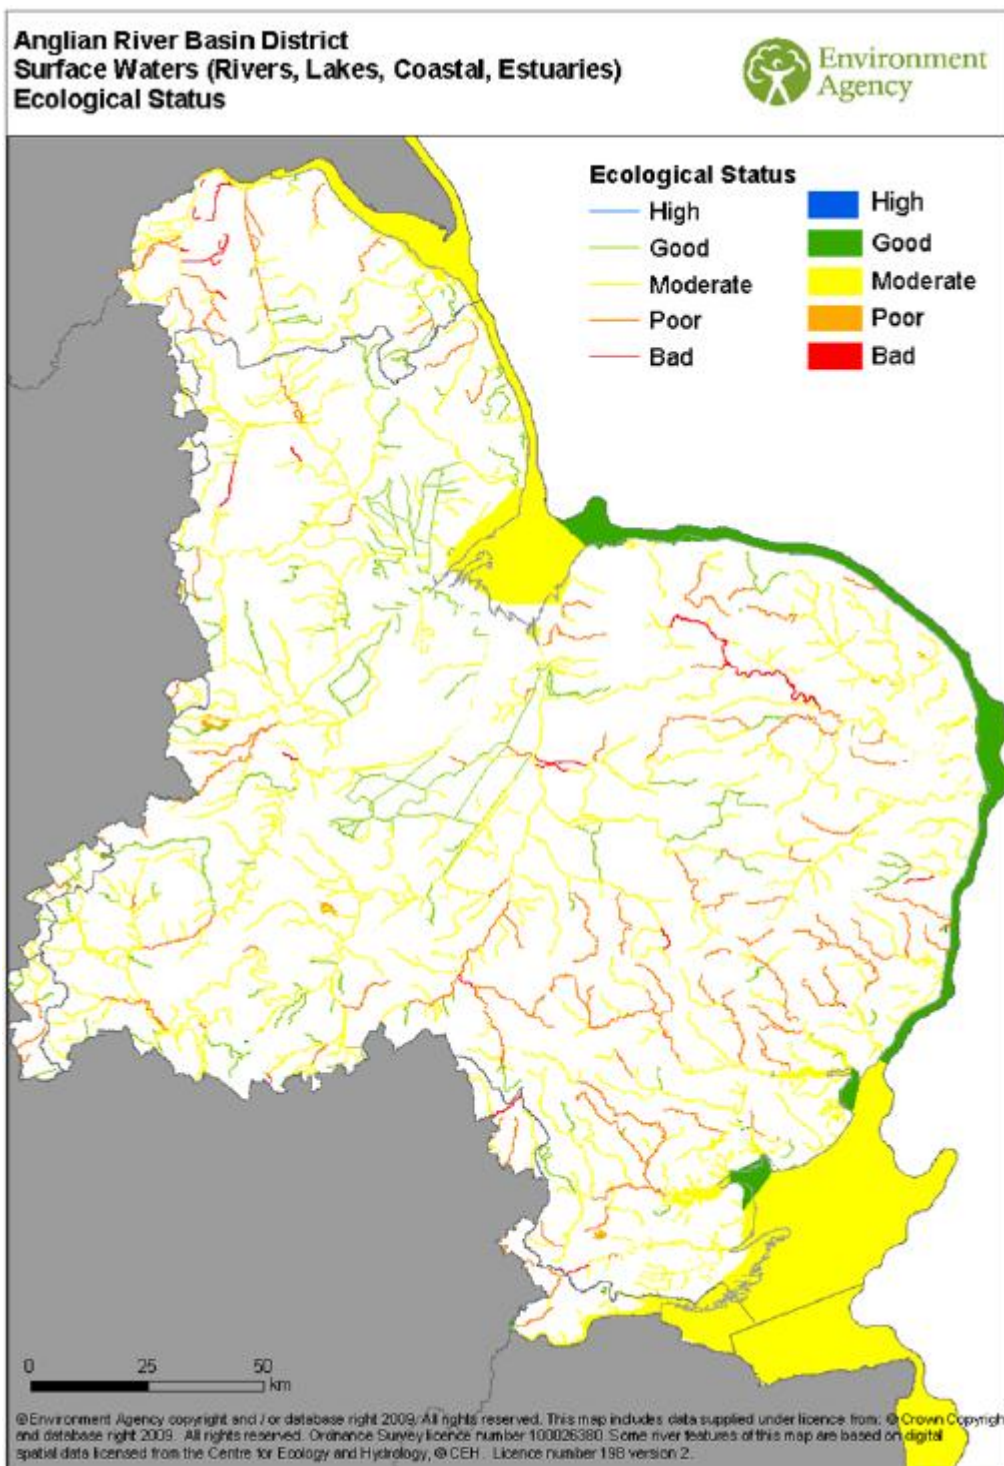 Anglian River Basin District
Surface Waters (Rivers, Lakes, Coastal, Estuaries)
Ecological Status
Environment
Agency
Ecological Status
High
High
Good
Good
Moderate
Moderate
Poor
Poor
Bad
Bad
0 25 50
km
© Environment Agency copyright and / or database right 2009. All rights reserved. This map includes data supplied under licence from: © Crown Copyright
and database right 2009. All rights reserved. Ordnance Survey licence number 100026380. Some river features of this map are based on digital
spatial data licensed from the Centre for Ecology and Hydrology, © CEH. Licence number 198 version 2.